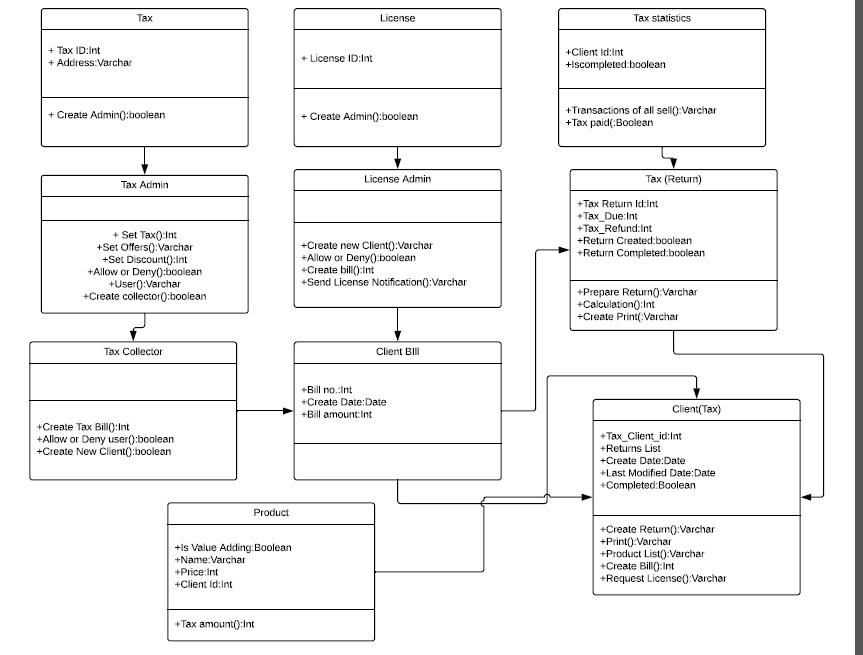 Tax
+ Tax ID:Int
+ Address:Varchar
+ Create Admin():boolean
License
+ License ID:Int
+ Create Admin():boolean
Tax statistics
+Client Id:Int
+Iscompleted:boolean
+Transactions of all sell():Varchar
+Tax paid(:Boolean
Tax Admin
+ Set Tax():Int
+Set Offers():Varchar
+Set Discount():Int
+Allow or Deny():boolean
+User():Varchar
+Create collector():boolean
License Admin
+Create new Client():Varchar
+Allow or Deny():boolean
+Create bill():Int
+Send License Notification():Varchar
Tax (Return)
+Tax Return Id:Int
+Tax_Due:Int
+Tax_Refund:Int
+Return Created:boolean
+Return Completed:boolean
+Prepare Return():Varchar
+Calculation():Int
+Create Print(:Varchar
Tax Collector
+Create Tax Bill():Int
+Allow or Deny user():boolean
+Create New Client():boolean
Client BIll
+Bill no.:Int
+Create Date:Date
+Bill amount:Int
Client(Tax)
+Tax_Client_id:Int
+Returns List
+Create Date:Date
+Last Modified Date:Date
+Completed:Boolean
+Create Return():Varchar
+Print():Varchar
+Product List():Varchar
+Create Bill():Int
+Request License():Varchar
Product
+Is Value Adding:Boolean
+Name:Varchar
+Price:Int
+Client Id:Int
+Tax amount():Int